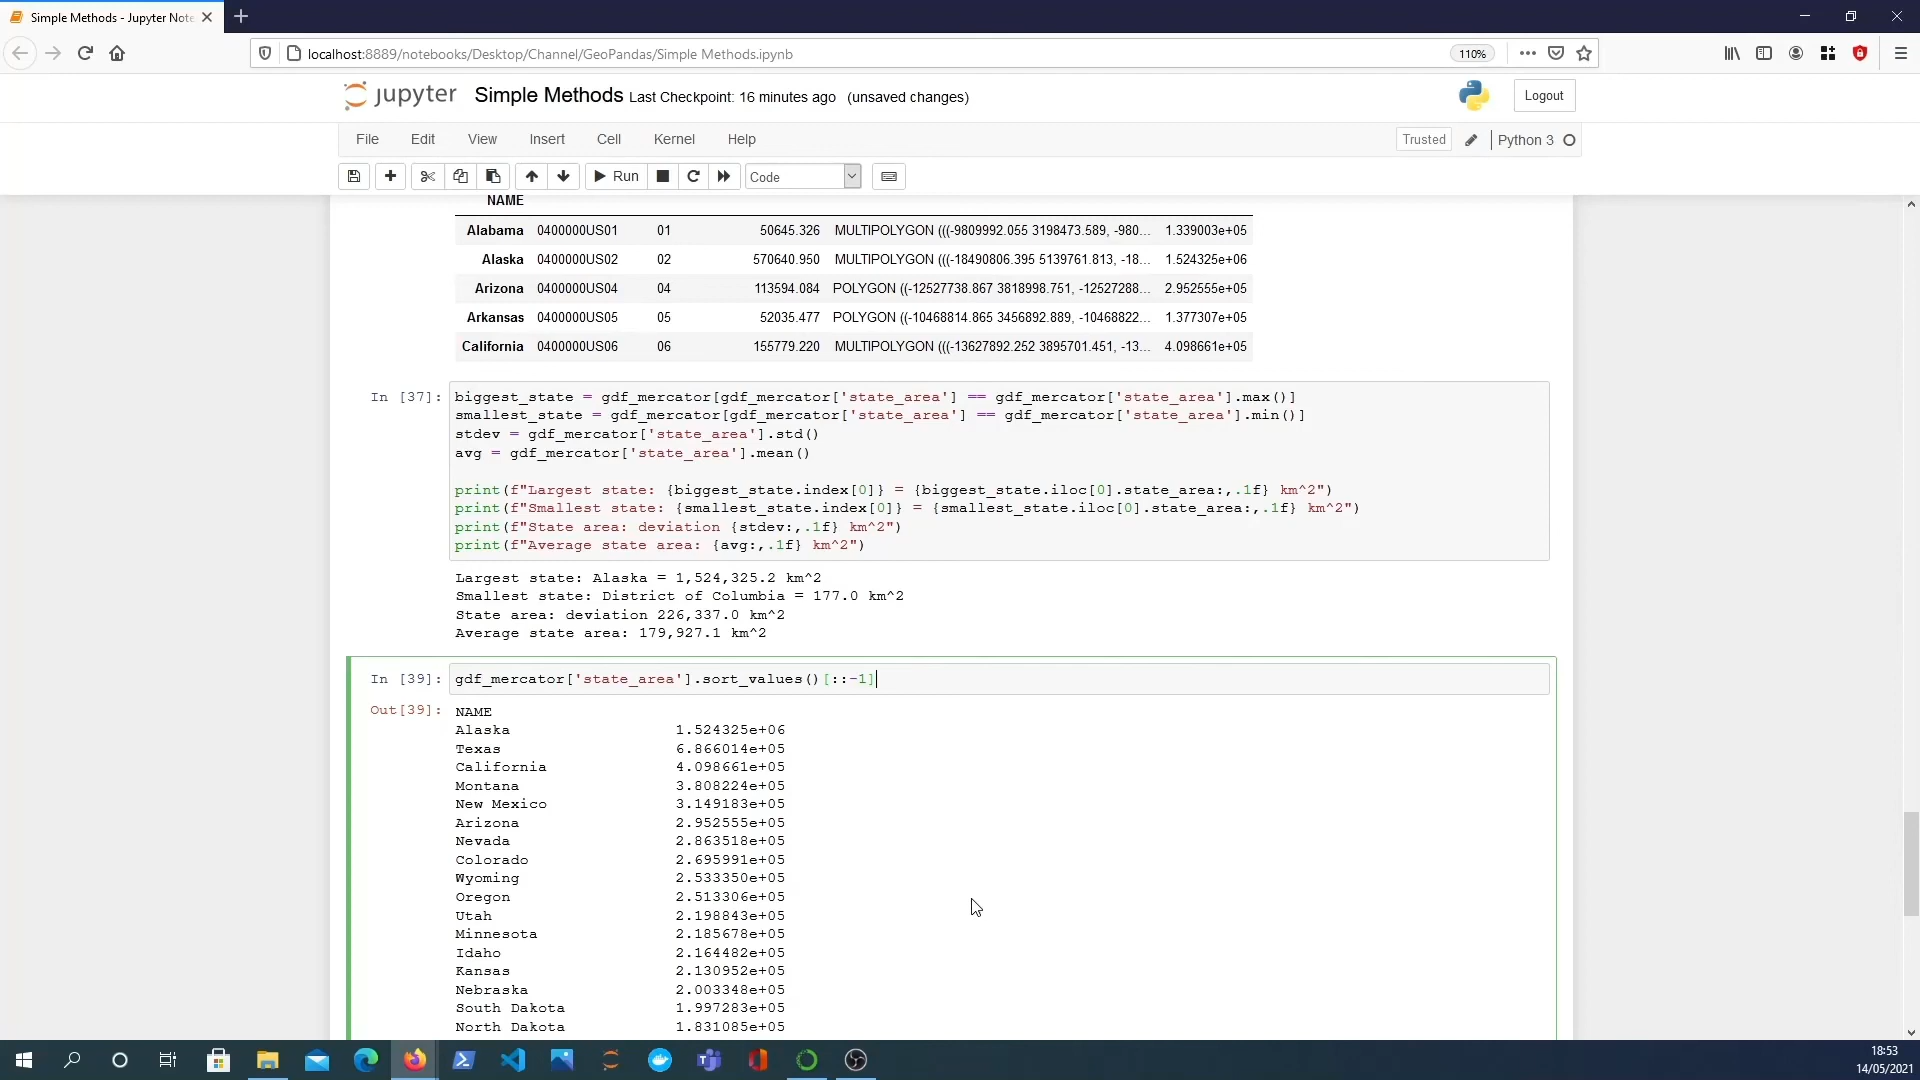 Simple Methods - Jupyter Note
localhost:8889/notebooks/Desktop/Channel/GeoPandas/Simple Methods.ipynb
110%
jupyter Simple Methods Last Checkpoint: 16 minutes ago (unsaved changes)
Logout
File Edit View Insert Cell Kernel Help
Trusted
Python 3
Run
Code
NAME
Alabama 0400000US01 01 50645.326 MULTIPOLYGON (((-9809992.055 3198473.589, -980... 1.339003e+05
Alaska 0400000US02 02 570640.950 MULTIPOLYGON (((-18490806.395 5139761.813, -18... 1.524325e+06
Arizona 0400000US04 04 113594.084 POLYGON ((-12527738.867 3818998.751, -12527288... 2.952555e+05
Arkansas 0400000US05 05 52035.477 POLYGON ((-10468814.865 3456892.889, -10468822... 1.377307e+05
California 0400000US06 06 155779.220 MULTIPOLYGON (((-13627892.252 3895701.451, -13... 4.098661e+05
In [37]: biggest_state = gdf_mercator[gdf_mercator['state_area'] == gdf_mercator['state_area'].max()]
smallest_state = gdf_mercator[gdf_mercator['state_area'] == gdf_mercator['state_area'].min()]
stdev = gdf_mercator['state_area'].std()
avg = gdf_mercator['state_area'].mean()
print(f"Largest state: {biggest_state.index[0]} = {biggest_state.iloc[0].state_area:,.1f} km^2")
print(f"Smallest state: {smallest_state.index[0]} = {smallest_state.iloc[0].state_area:,.1f} km^2")
print(f"State area: deviation {stdev:,.1f} km^2")
print(f"Average state area: {avg:,.1f} km^2")
Largest state: Alaska = 1,524,325.2 km^2
Smallest state: District of Columbia = 177.0 km^2
State area: deviation 226,337.0 km^2
Average state area: 179,927.1 km^2
In [39]: gdf_mercator['state_area'].sort_values()[::-1]
Out[39]: NAME
Alaska 1.524325e+06
Texas 6.866014e+05
California 4.098661e+05
Montana 3.808224e+05
New Mexico 3.149183e+05
Arizona 2.952555e+05
Nevada 2.863518e+05
Colorado 2.695991e+05
Wyoming 2.533350e+05
Oregon 2.513306e+05
Utah 2.198843e+05
Minnesota 2.185678e+05
Idaho 2.164482e+05
Kansas 2.130952e+05
Nebraska 2.003348e+05
South Dakota 1.997283e+05
North Dakota 1.831085e+05
18:53
14/05/2021